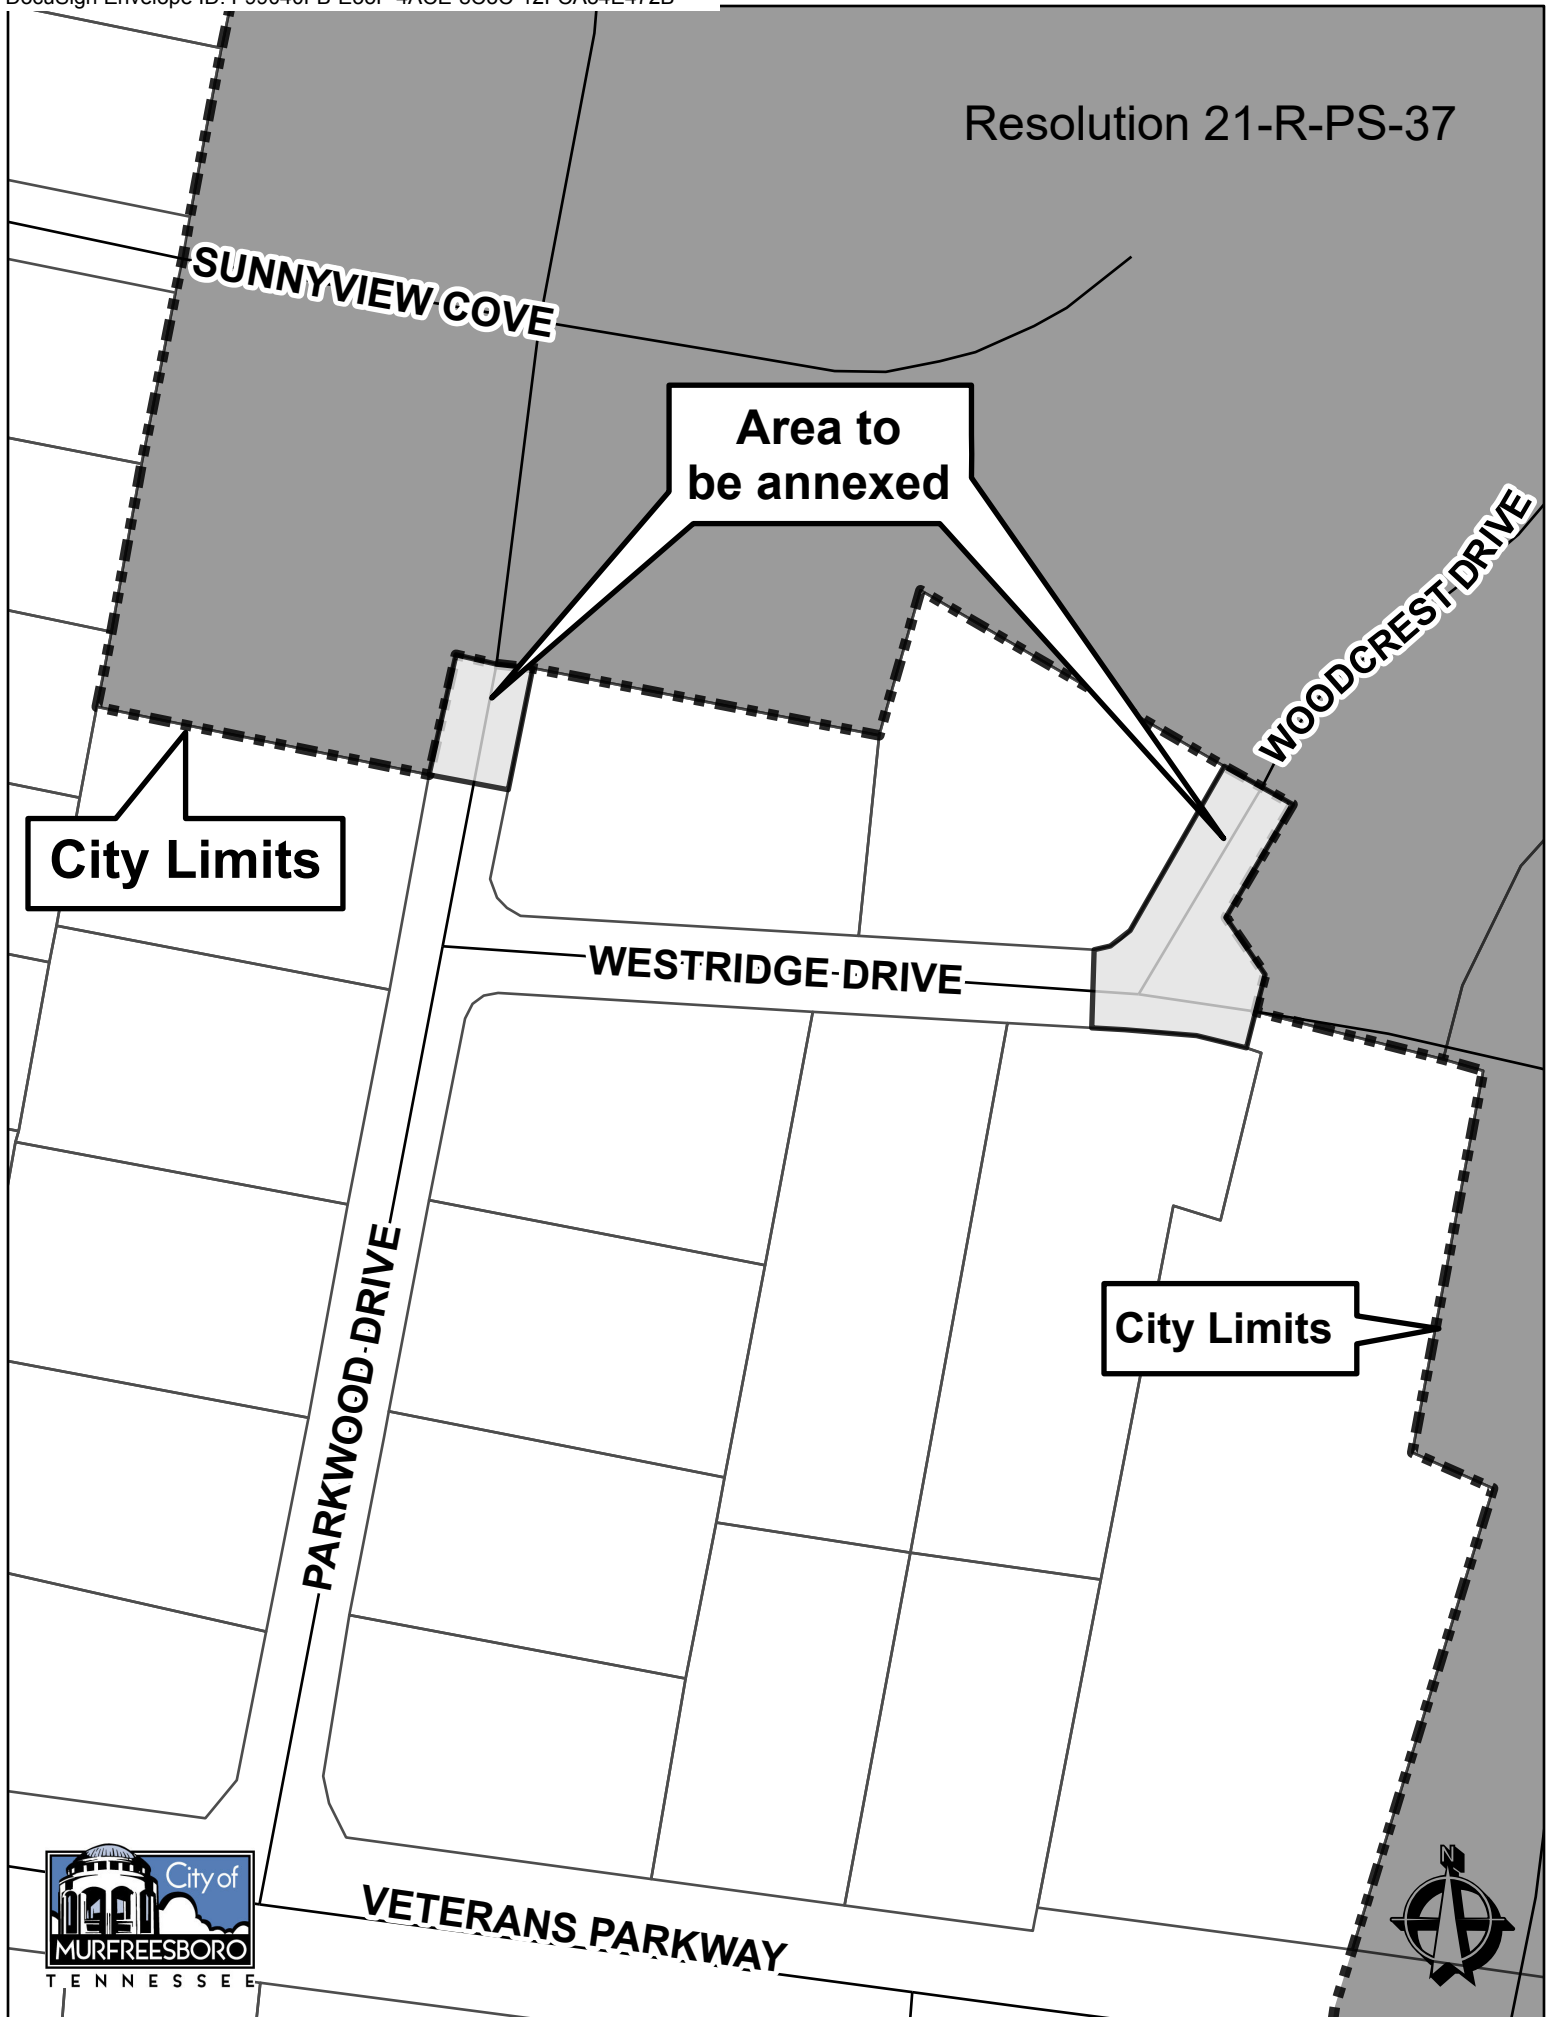 Resolution 21-R-PS-37
SUNNYVIEW COVE
Area to
be annexed
WOODCREST DRIVE
City Limits
WESTRIDGE DRIVE
PARKWOOD DRIVE
City Limits
VETERANS PARKWAY
City of
MURFREESBORO
TENNESSEE
N